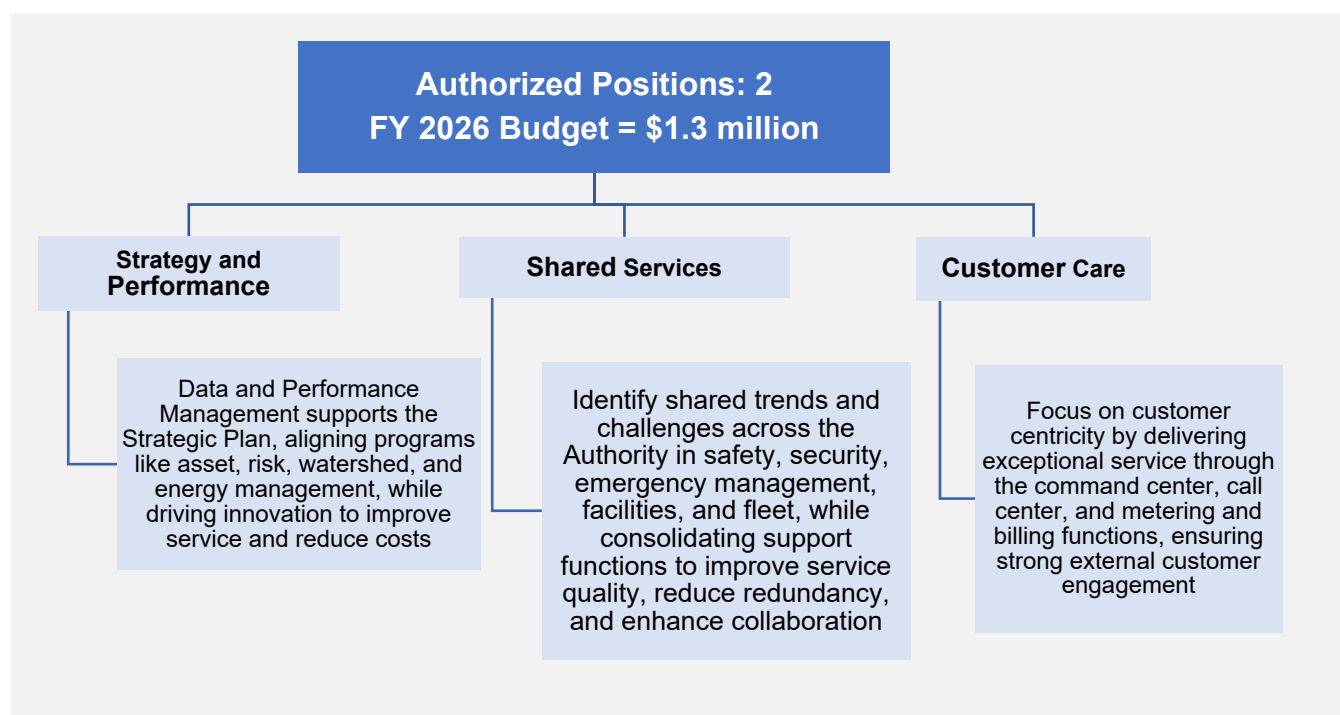 Authorized Positions: 2
FY 2026 Budget = $1.3 million
Strategy and
Performance
Shared Services
Customer Care
Data and Performance
Management supports the
Strategic Plan, aligning programs
like asset, risk, watershed, and
energy management, while
driving innovation to improve
service and reduce costs
Identify shared trends and
challenges across the
Authority in safety, security,
emergency management,
facilities, and fleet, while
consolidating support
functions to improve service
quality, reduce redundancy,
and enhance collaboration
Focus on customer
centricity by delivering
exceptional service through
the command center, call
center, and metering and
billing functions, ensuring
strong external customer
engagement